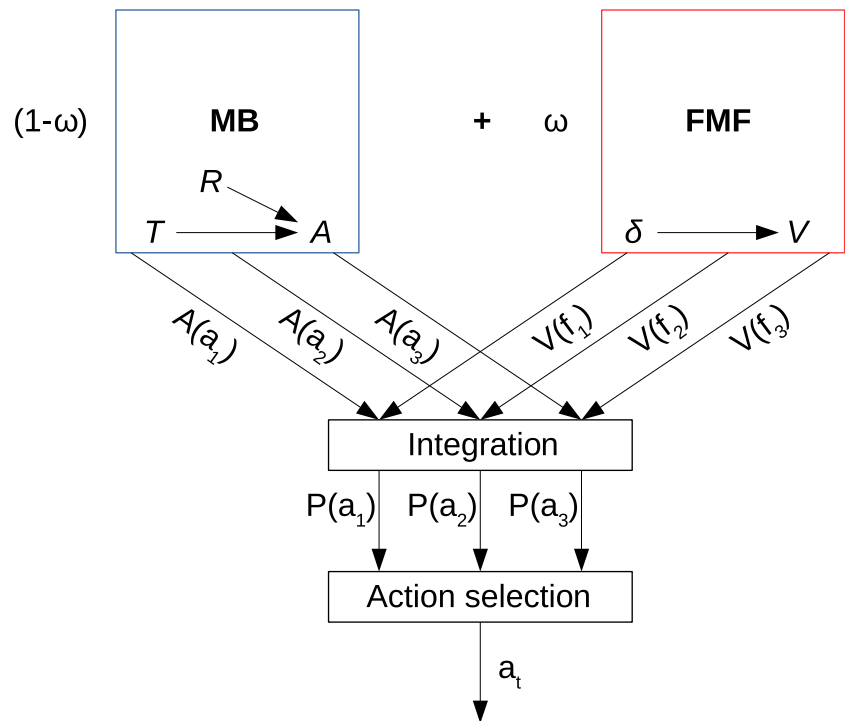 (1-ω) MB + ω FMF
R
T A δ V
A(a₁) A(a₂) A(a₃) V(f₁) V(f₂) V(f₃)
Integration
P(a₁) P(a₂) P(a₃)
Action selection
aₜ